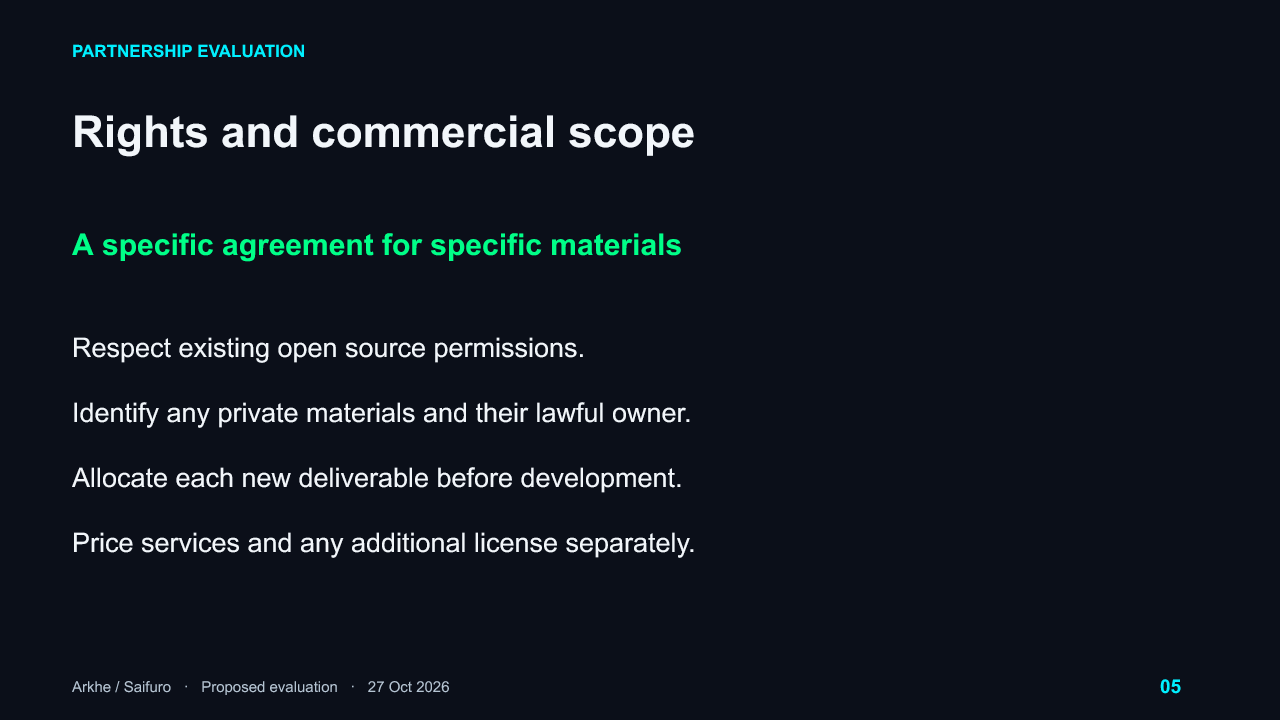 PARTNERSHIP EVALUATION
Rights and commercial scope
A specific agreement for specific materials
Respect existing open source permissions.
Identify any private materials and their lawful owner.
Allocate each new deliverable before development.
Price services and any additional license separately.
Arkhe / Saifuro · Proposed evaluation · 27 Oct 2026
05